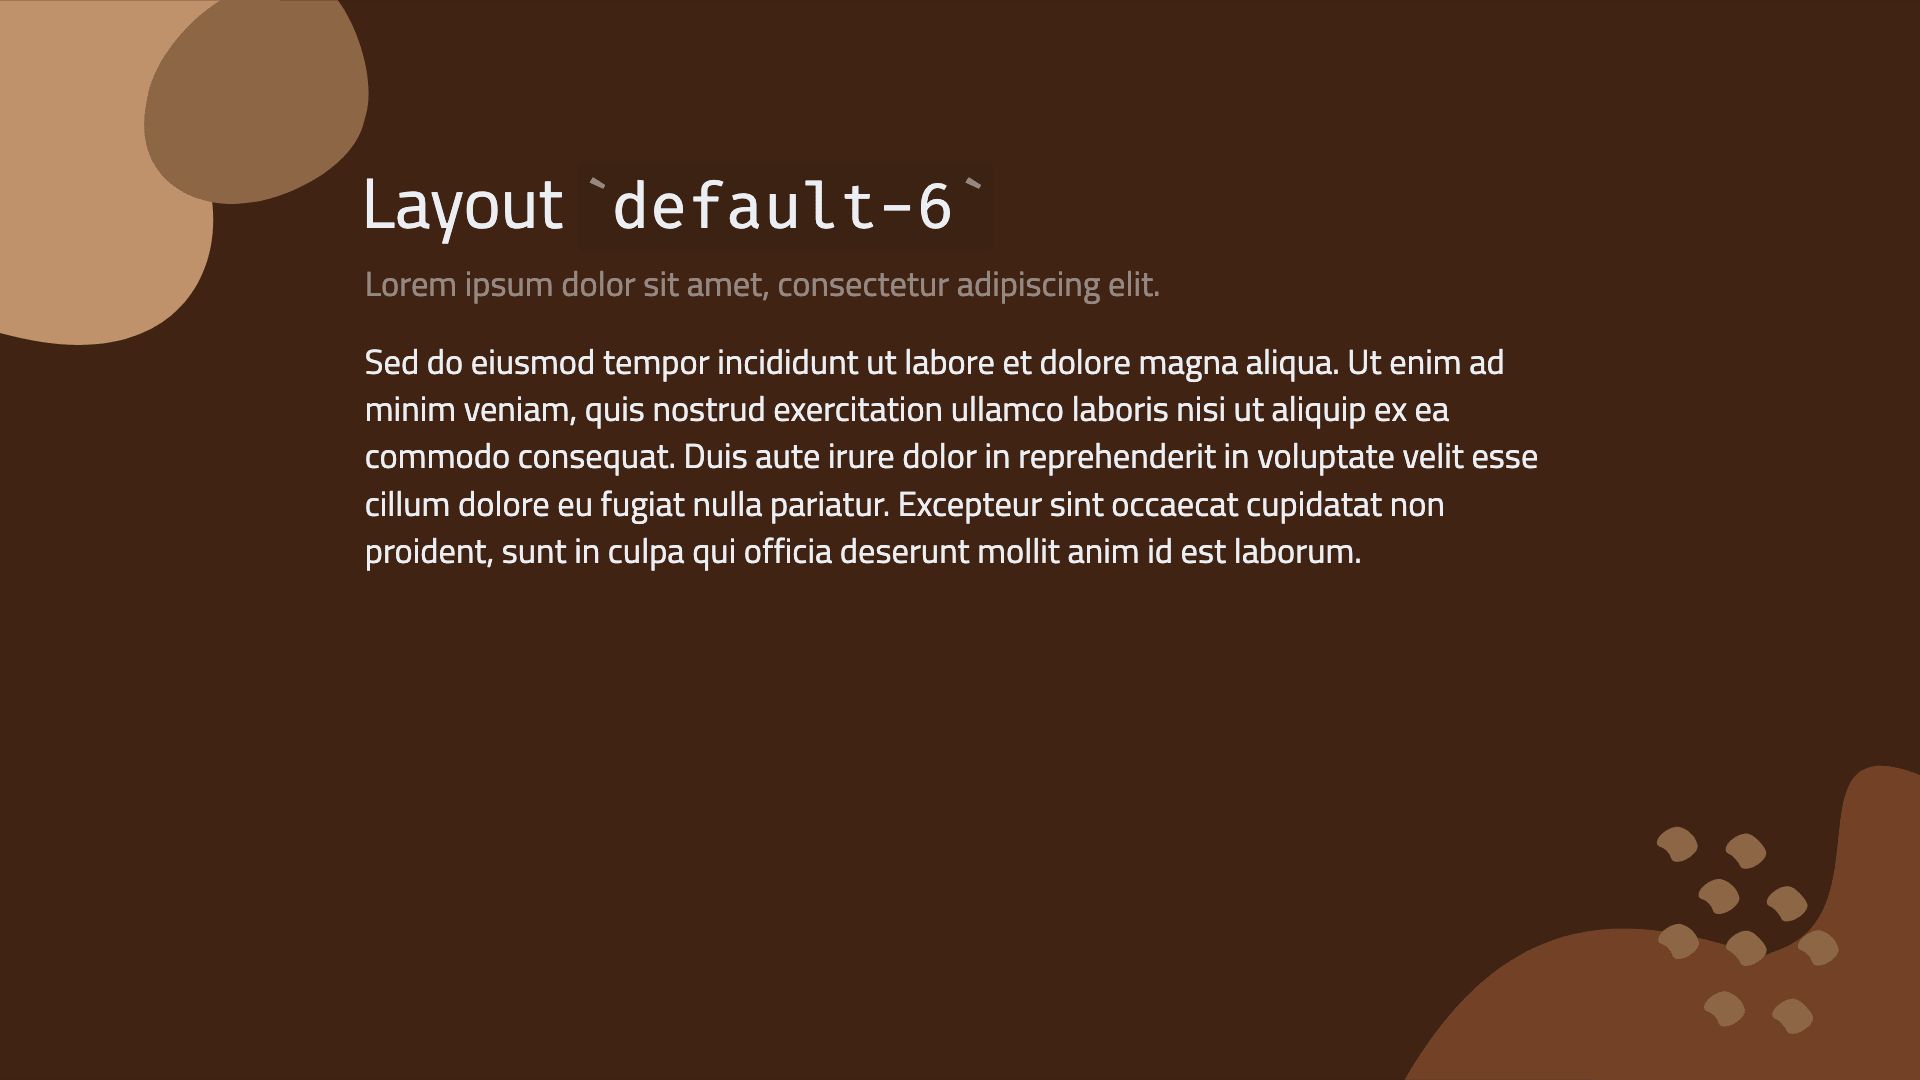 Layout `default-6`
Lorem ipsum dolor sit amet, consectetur adipiscing elit.
Sed do eiusmod tempor incididunt ut labore et dolore magna aliqua. Ut enim ad
minim veniam, quis nostrud exercitation ullamco laboris nisi ut aliquip ex ea
commodo consequat. Duis aute irure dolor in reprehenderit in voluptate velit esse
cillum dolore eu fugiat nulla pariatur. Excepteur sint occaecat cupidatat non
proident, sunt in culpa qui officia deserunt mollit anim id est laborum.